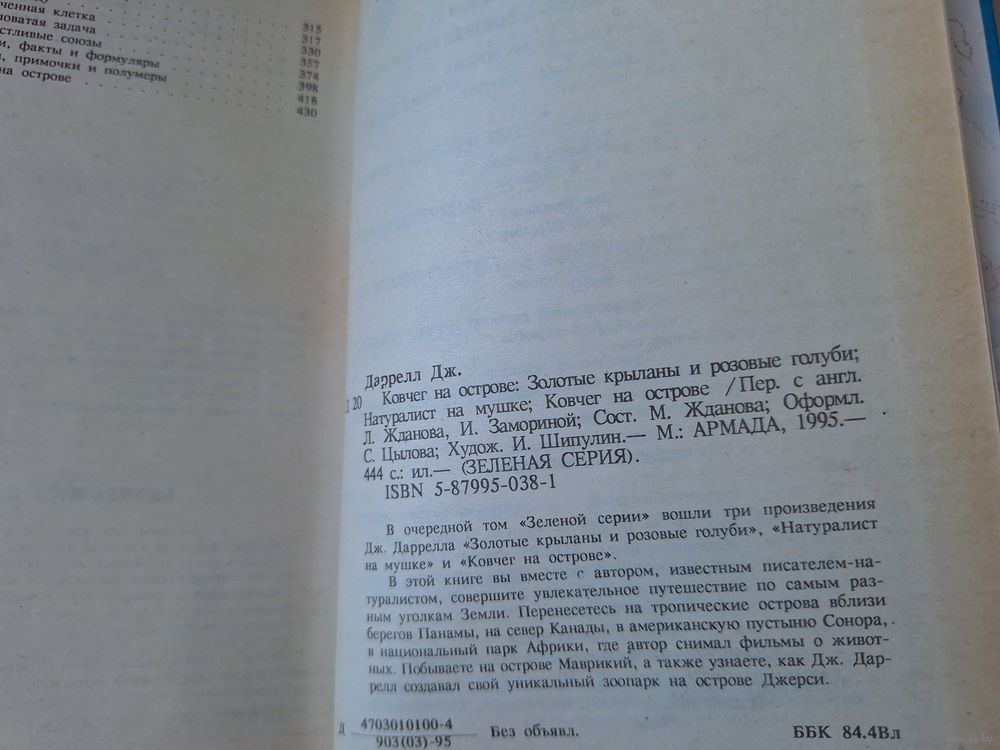 клетка
315
задача
317
союзы
330
факты и формуляры
357
примочки и полумеры
374
на острове
398
418
430
Даррелл Дж.
20 Ковчег на острове: Золотые крыланы и розовые голуби;
Натуралист на мушке; Ковчег на острове /Пер. с англ.
Л. Жданова, И. Замориной; Сост. М. Жданова; Оформл.
С. Цылова; Худож. И. Шипулин.— М.: АРМАДА, 1995.—
444 с.: ил.— (ЗЕЛЕНАЯ СЕРИЯ).
ISBN 5-87995-038-1
В очередной том «Зеленой серии» вошли три произведения
Дж. Даррелла «Золотые крыланы и розовые голуби», «Натуралист
на мушке» и «Ковчег на острове».
В этой книге вы вместе с автором, известным писателем-на-
туралистом, совершите увлекательное путешествие по самым раз-
ным уголкам Земли. Перенесетесь на тропические острова вблизи
берегов Панамы, на север Канады, в американскую пустыню Сонора,
в национальный парк Африки, где автор снимал фильмы о живот-
ных. Побываете на острове Маврикий, а также узнаете, как Дж. Дар-
релл создавал свой уникальный зоопарк на острове Джерси.
Д 4703010100-4
903(03)-95
Без объявл.
ББК 84.4Вл